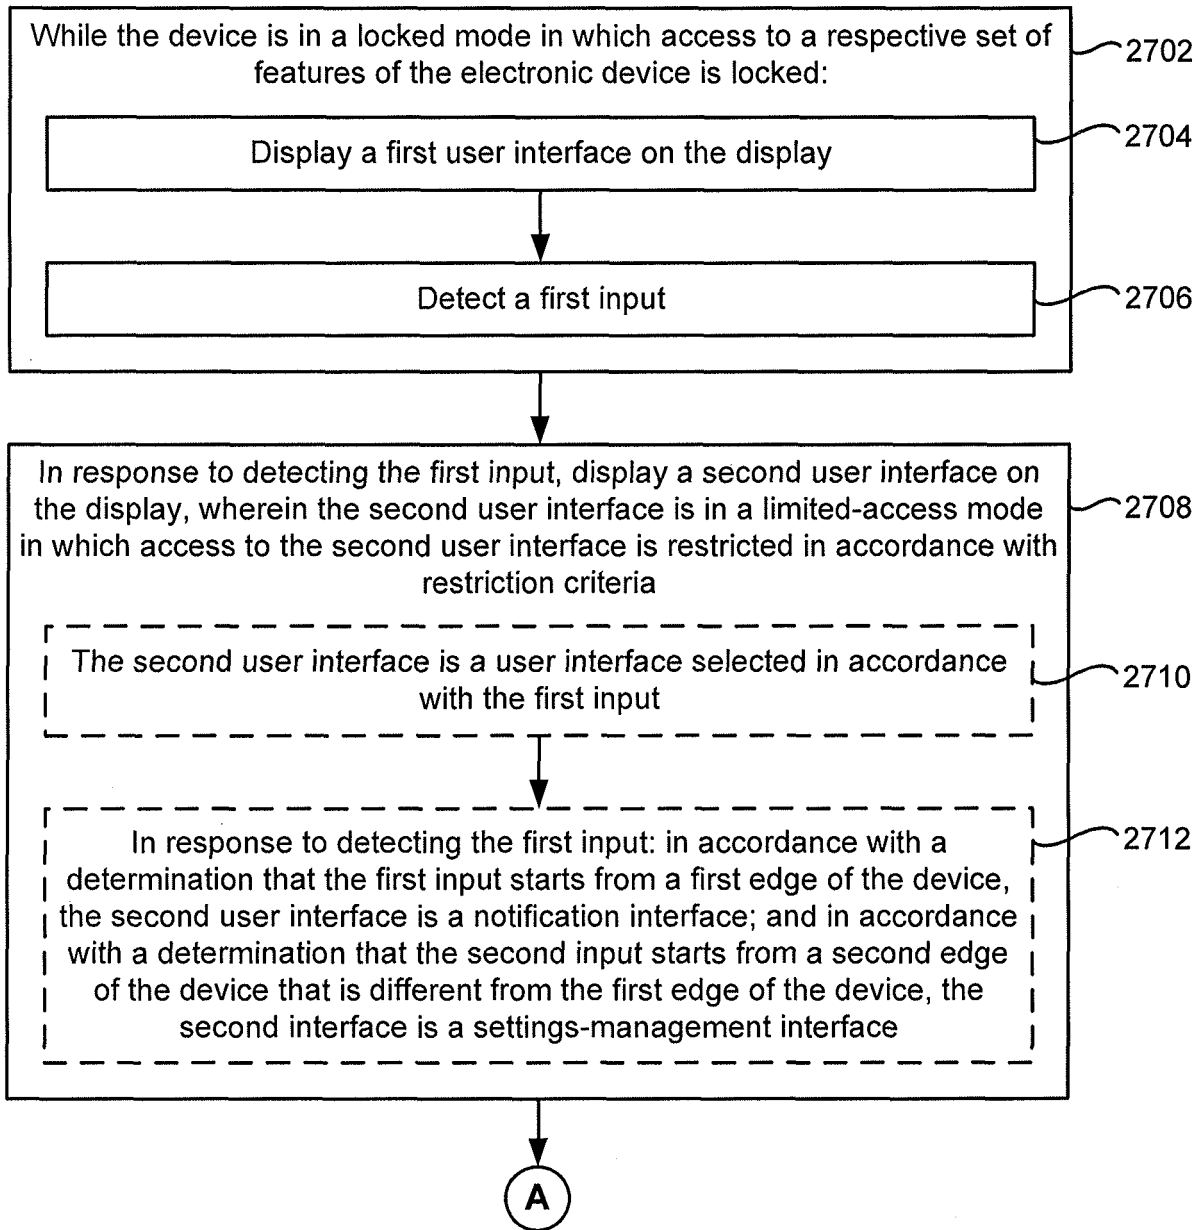 While the device is in a locked mode in which access to a respective set of
features of the electronic device is locked:
2702
Display a first user interface on the display
2704
Detect a first input
2706
In response to detecting the first input, display a second user interface on
the display, wherein the second user interface is in a limited-access mode
in which access to the second user interface is restricted in accordance with
restriction criteria
2708
The second user interface is a user interface selected in accordance
with the first input
2710
In response to detecting the first input: in accordance with a
determination that the first input starts from a first edge of the device,
the second user interface is a notification interface; and in accordance
with a determination that the second input starts from a second edge
of the device that is different from the first edge of the device, the
second interface is a settings-management interface
2712
A